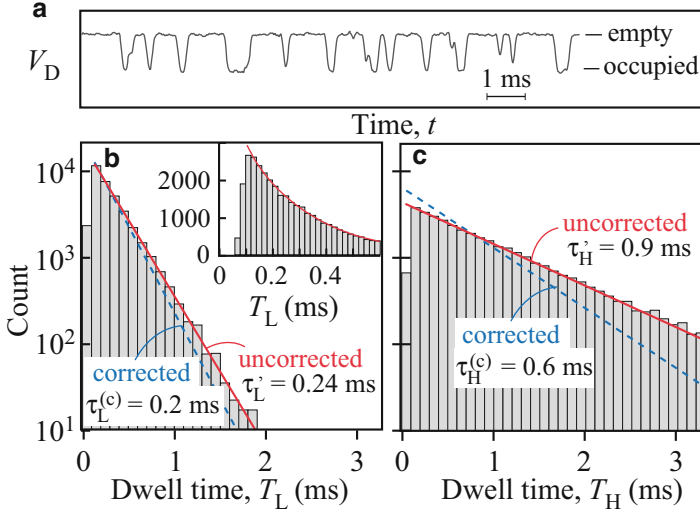 a
V_D
empty
occupied
1 ms
Time, t
b
Count
10^4
10^3
10^2
10^1
2000
1000
0
0 0.2 0.4
T_L (ms)
corrected
τ_L^(c) = 0.2 ms
uncorrected
τ_L' = 0.24 ms
0 1 2 3
Dwell time, T_L (ms)
c
uncorrected
τ_H' = 0.9 ms
corrected
τ_H^(c) = 0.6 ms
0 1 2 3
Dwell time, T_H (ms)